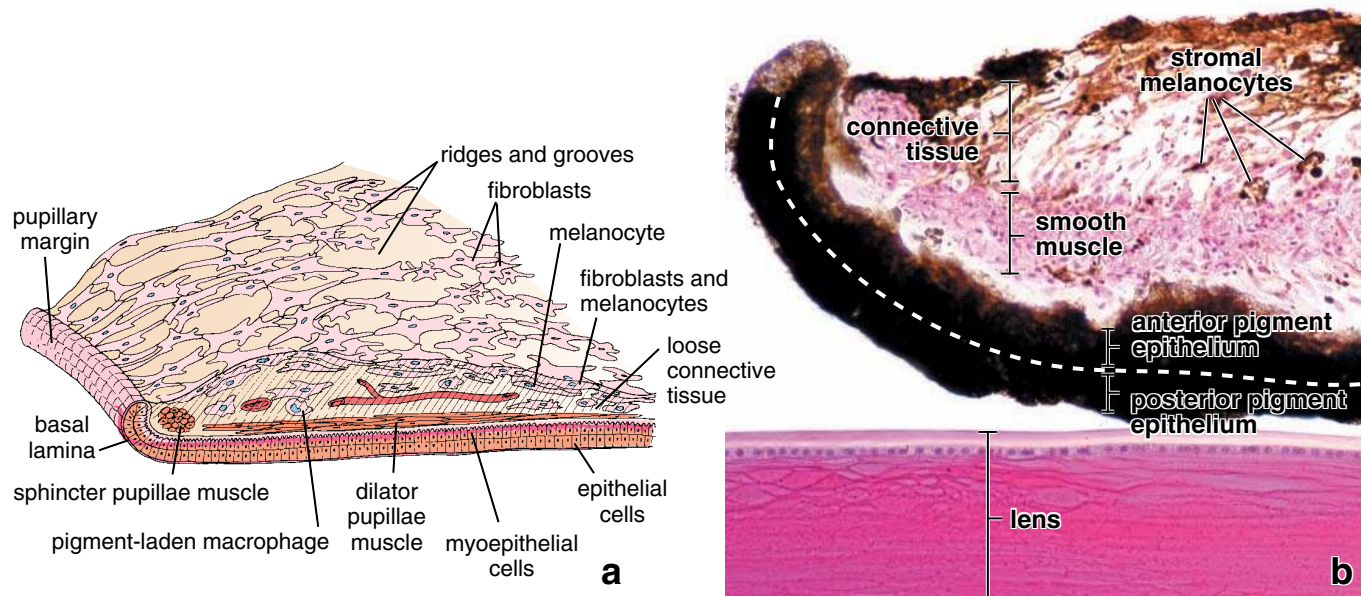 ridges and grooves
fibroblasts
pupillary
margin
melanocyte
fibroblasts and
melanocytes
loose
connective
tissue
basal
lamina
sphincter pupillae muscle
dilator
pupillae
muscle
epithelial
cells
pigment-laden macrophage
myoepithelial
cells
a
stromal
melanocytes
connective
tissue
smooth
muscle
anterior pigment
epithelium
posterior pigment
epithelium
lens
b